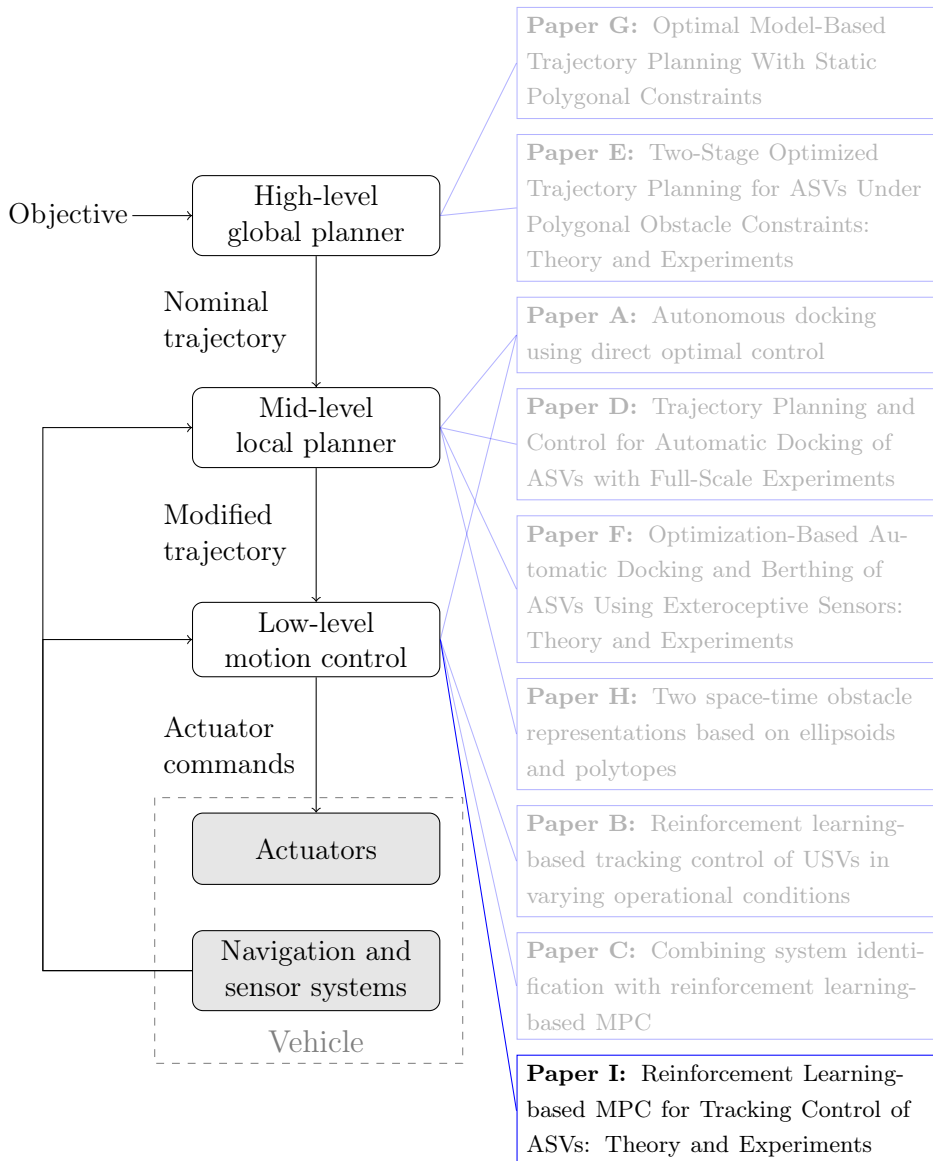 Objective
High-level
global planner
Nominal
trajectory
Mid-level
local planner
Modified
trajectory
Low-level
motion control
Actuator
commands
Actuators
Navigation and
sensor systems
Vehicle
Paper G: Optimal Model-Based
Trajectory Planning With Static
Polygonal Constraints
Paper E: Two-Stage Optimized
Trajectory Planning for ASVs Under
Polygonal Obstacle Constraints:
Theory and Experiments
Paper A: Autonomous docking
using direct optimal control
Paper D: Trajectory Planning and
Control for Automatic Docking of
ASVs with Full-Scale Experiments
Paper F: Optimization-Based Au-
tomatic Docking and Berthing of
ASVs Using Exteroceptive Sensors:
Theory and Experiments
Paper H: Two space-time obstacle
representations based on ellipsoids
and polytopes
Paper B: Reinforcement learning-
based tracking control of USVs in
varying operational conditions
Paper C: Combining system identi-
fication with reinforcement learning-
based MPC
Paper I: Reinforcement Learning-
based MPC for Tracking Control of
ASVs: Theory and Experiments